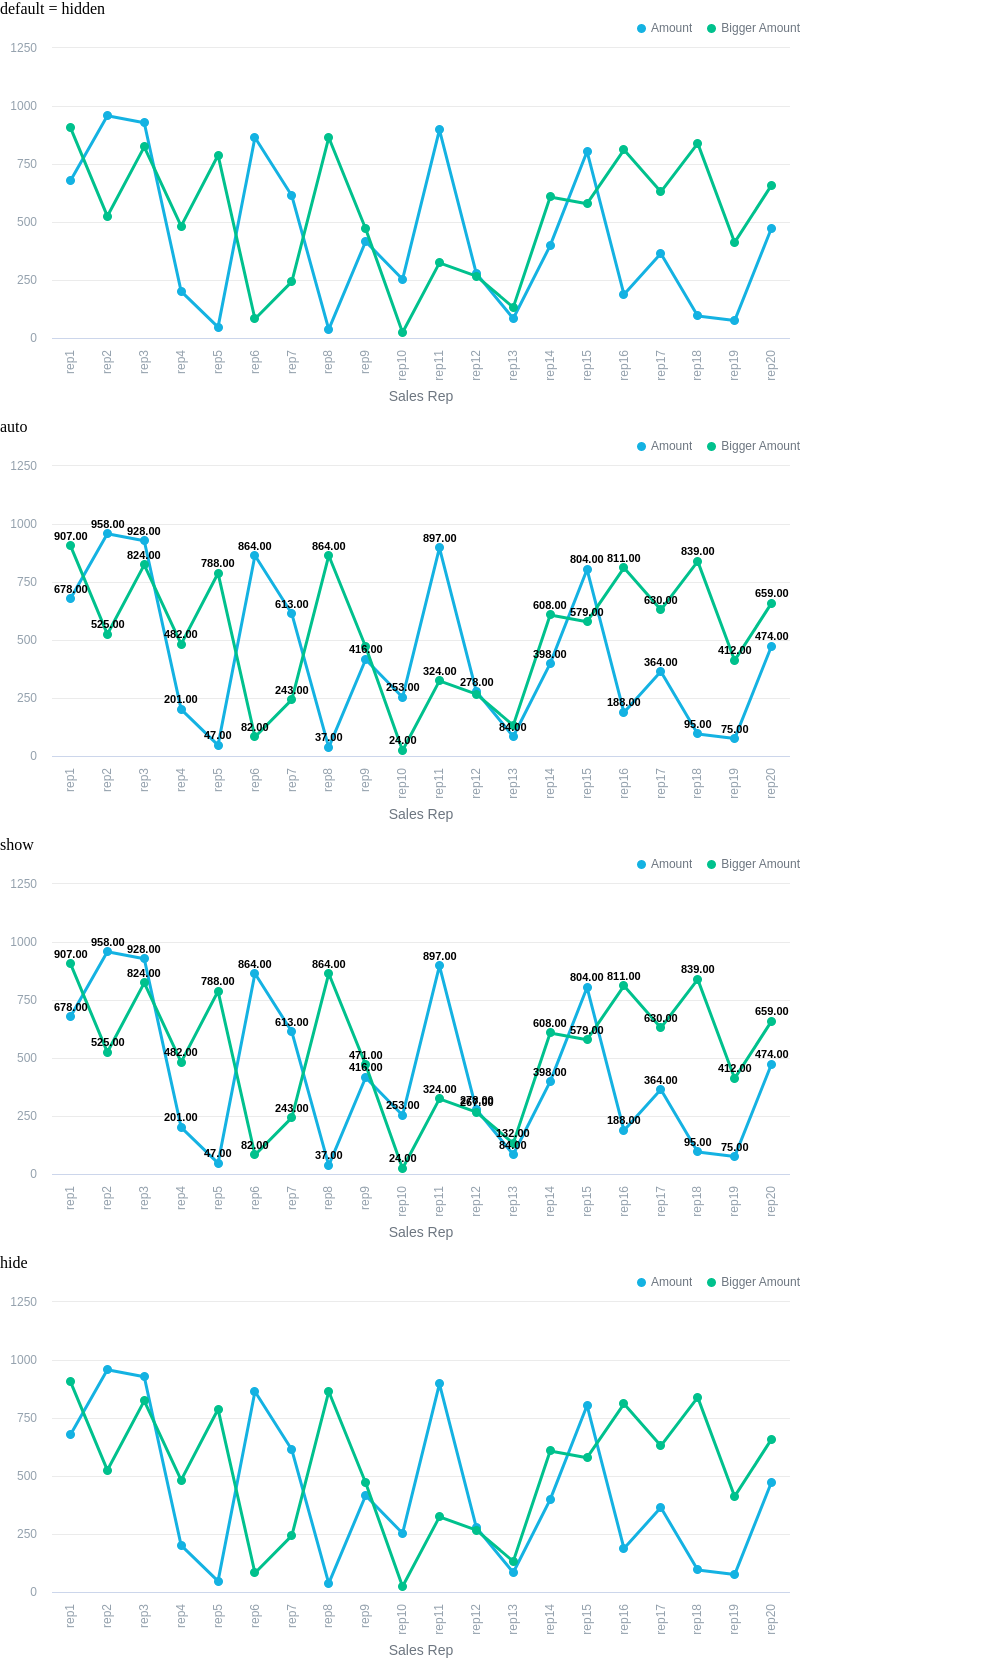 default = hidden
Amount Bigger Amount
1250
1000
750
500
250
0
rep1 rep2 rep3 rep4 rep5 rep6 rep7 rep8 rep9 rep10 rep11 rep12 rep13 rep14 rep15 rep16 rep17 rep18 rep19 rep20
Sales Rep
auto
Amount Bigger Amount
1250
1000
958.00 928.00 897.00
907.00 864.00 864.00 839.00
824.00 788.00 804.00 811.00
750
678.00 613.00 608.00 579.00 630.00 659.00
525.00 482.00 474.00
500
416.00 398.00 412.00
324.00 364.00
253.00 278.00
250
201.00 243.00 188.00
47.00 82.00 37.00 24.00 84.00 95.00 75.00
0
rep1 rep2 rep3 rep4 rep5 rep6 rep7 rep8 rep9 rep10 rep11 rep12 rep13 rep14 rep15 rep16 rep17 rep18 rep19 rep20
Sales Rep
show
Amount Bigger Amount
1250
1000
958.00 928.00 897.00
907.00 864.00 864.00 839.00
824.00 788.00 804.00 811.00
750
678.00 613.00 608.00 579.00 630.00 659.00
525.00 482.00 471.00 474.00
500
416.00 398.00 412.00
324.00 364.00
253.00
250
201.00 243.00 188.00
132.00
47.00 82.00 37.00 24.00 84.00 95.00 75.00
0
rep1 rep2 rep3 rep4 rep5 rep6 rep7 rep8 rep9 rep10 rep11 rep12 rep13 rep14 rep15 rep16 rep17 rep18 rep19 rep20
Sales Rep
hide
Amount Bigger Amount
1250
1000
750
500
250
0
rep1 rep2 rep3 rep4 rep5 rep6 rep7 rep8 rep9 rep10 rep11 rep12 rep13 rep14 rep15 rep16 rep17 rep18 rep19 rep20
Sales Rep